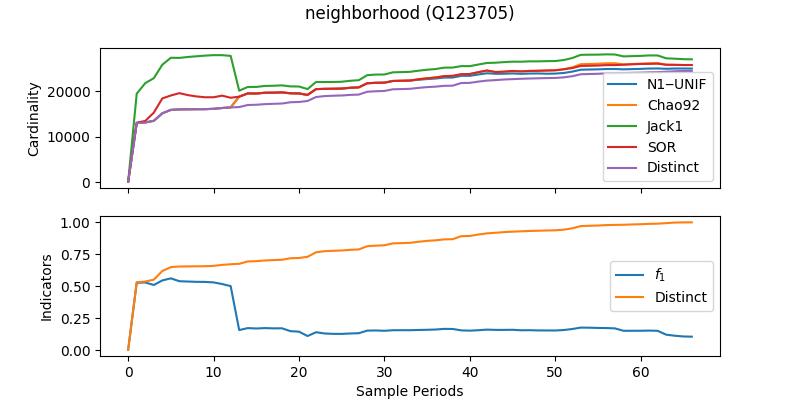 neighborhood (Q123705)
Cardinality
20000
10000
0
N1−UNIF
Chao92
Jack1
SOR
Distinct
Indicators
1.00
0.75
0.50
0.25
0.00
f₁
Distinct
0 10 20 30 40 50 60
Sample Periods